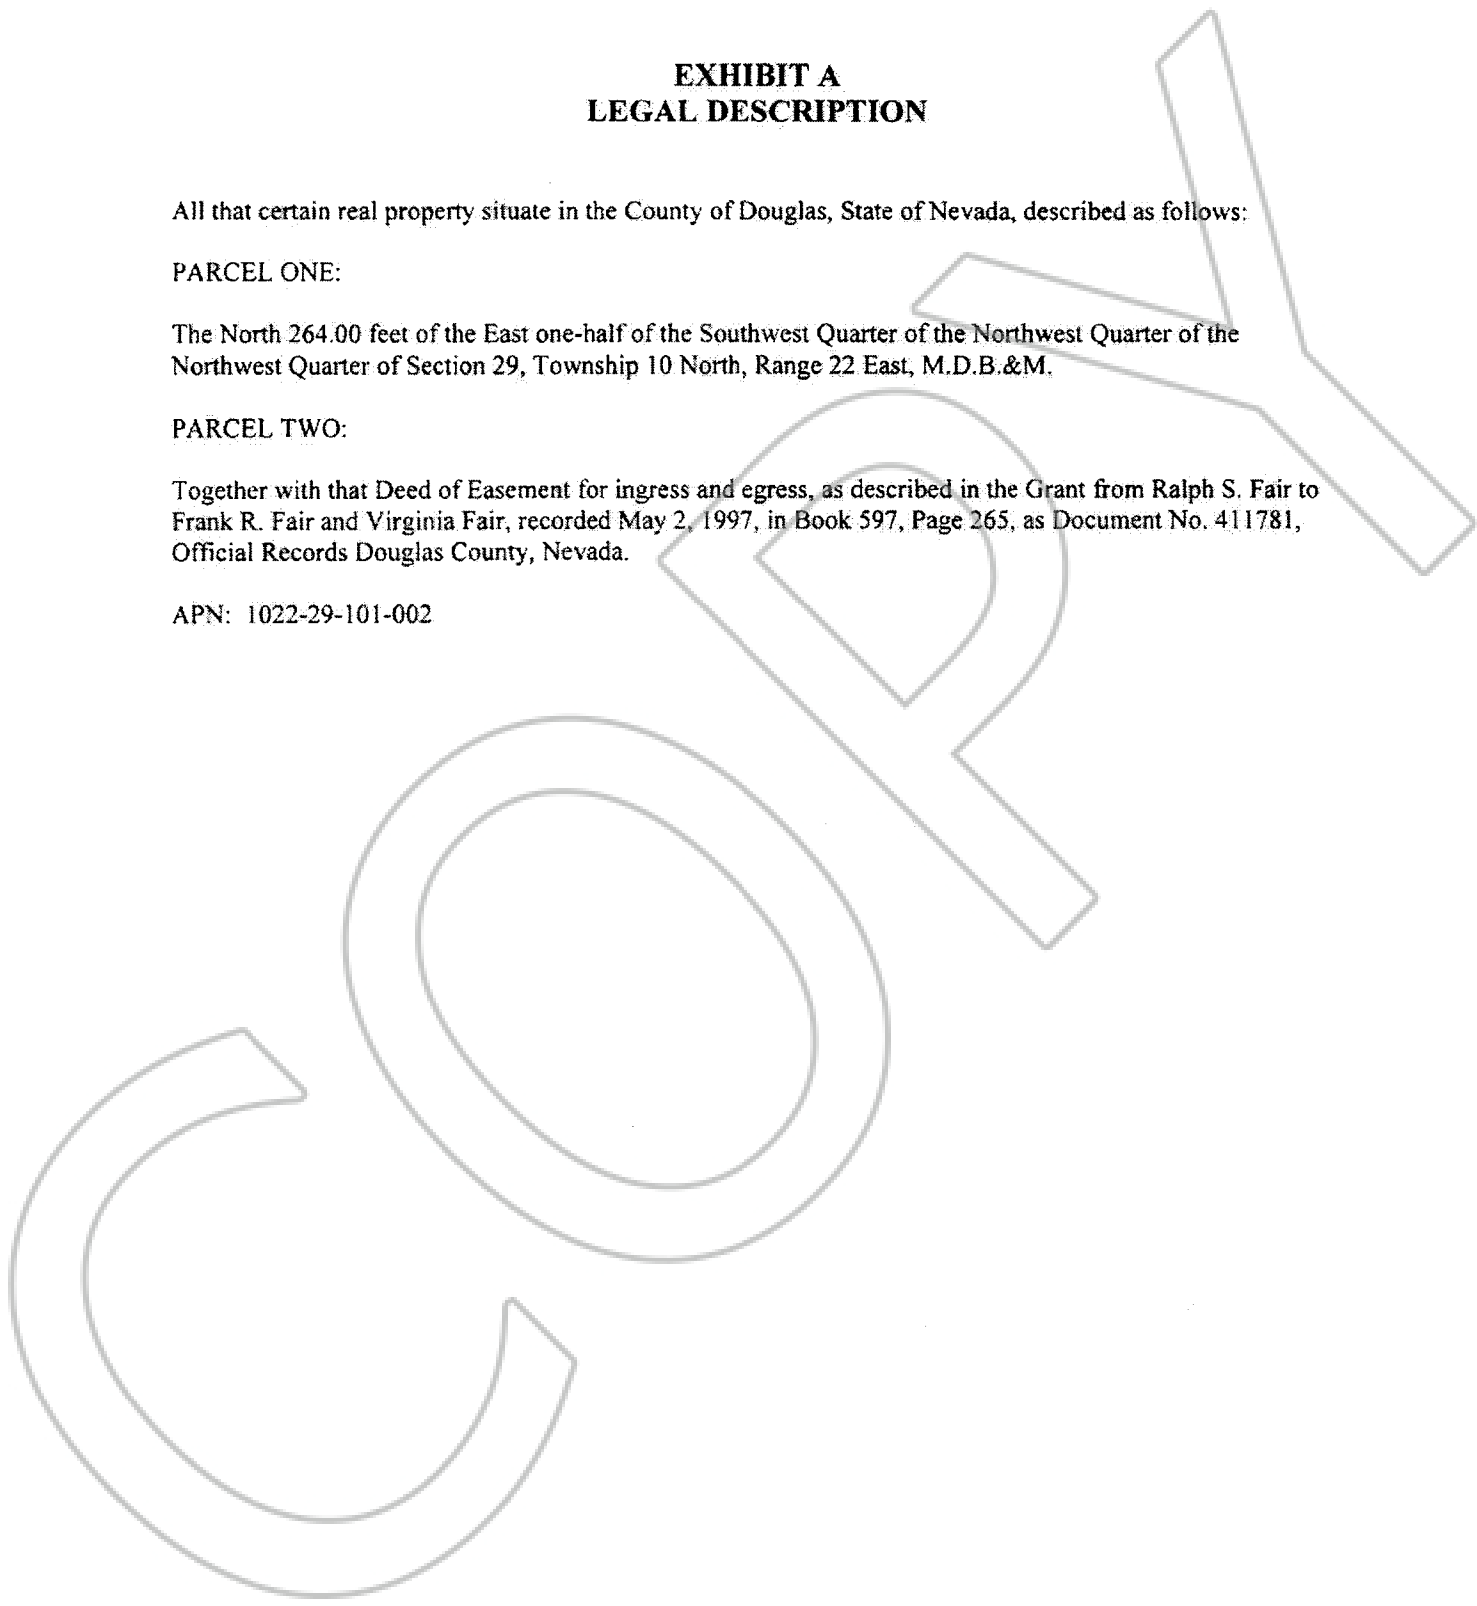 EXHIBIT A
LEGAL DESCRIPTION
All that certain real property situate in the County of Douglas, State of Nevada, described as follows:
PARCEL ONE:
The North 264.00 feet of the East one-half of the Southwest Quarter of the Northwest Quarter of the
Northwest Quarter of Section 29, Township 10 North, Range 22 East, M.D.B.&M.
PARCEL TWO:
Together with that Deed of Easement for ingress and egress, as described in the Grant from Ralph S. Fair to
Frank R. Fair and Virginia Fair, recorded May 2, 1997, in Book 597, Page 265, as Document No. 411781,
Official Records Douglas County, Nevada.
APN: 1022-29-101-002
COPY